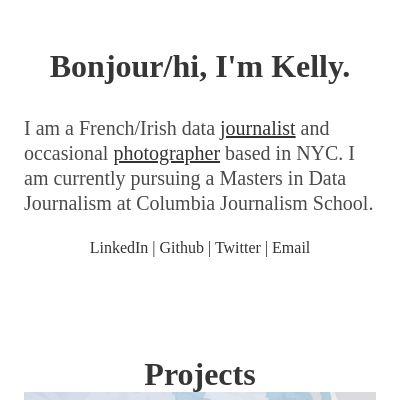 Bonjour/hi, I'm Kelly.
I am a French/Irish data journalist and
occasional photographer based in NYC. I
am currently pursuing a Masters in Data
Journalism at Columbia Journalism School.
LinkedIn | Github | Twitter | Email
Projects